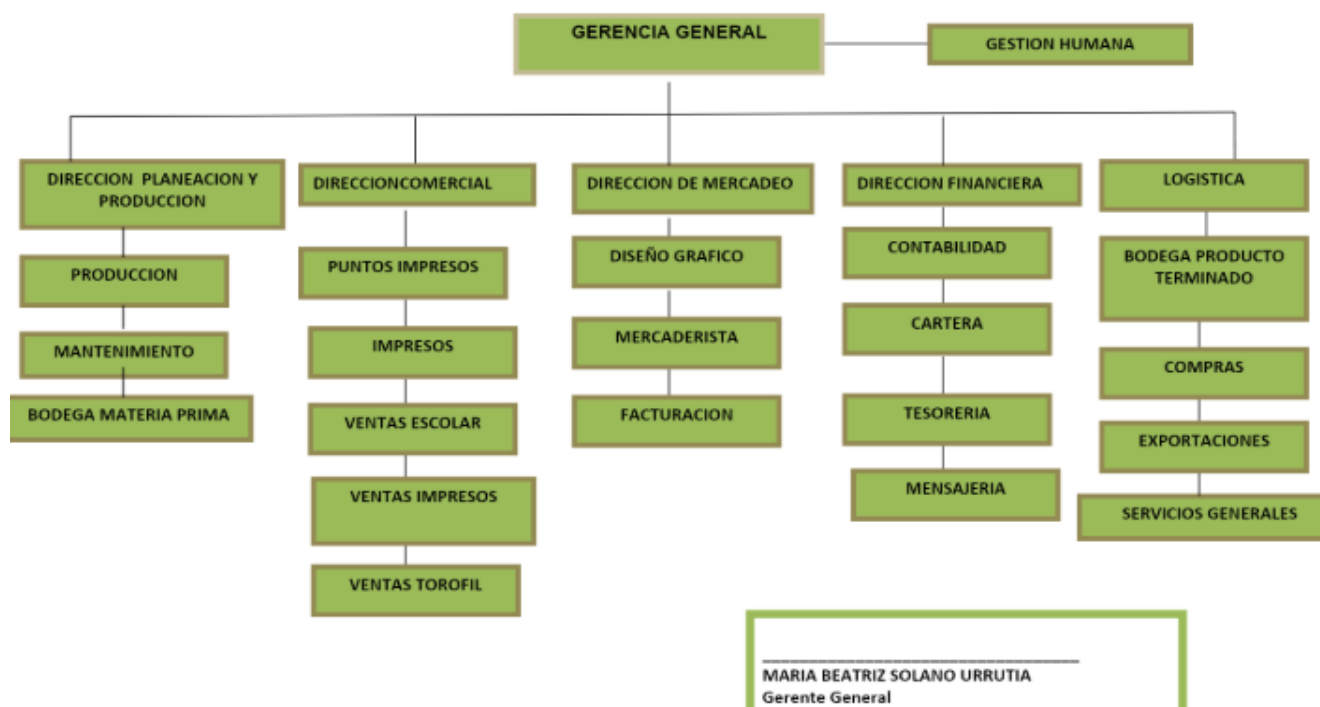 GERENCIA GENERAL
GESTION HUMANA
DIRECCION PLANEACION Y
PRODUCCION
PRODUCCION
MANTENIMIENTO
BODEGA MATERIA PRIMA
DIRECCIONCOMERCIAL
PUNTOS IMPRESOS
IMPRESOS
VENTAS ESCOLAR
VENTAS IMPRESOS
VENTAS TOROFIL
DIRECCION DE MERCADEO
DISEÑO GRAFICO
MERCADERISTA
FACTURACION
DIRECCION FINANCIERA
CONTABILIDAD
CARTERA
TESORERIA
MENSAJERIA
LOGISTICA
BODEGA PRODUCTO
TERMINADO
COMPRAS
EXPORTACIONES
SERVICIOS GENERALES
MARIA BEATRIZ SOLANO URRUTIA
Gerente General